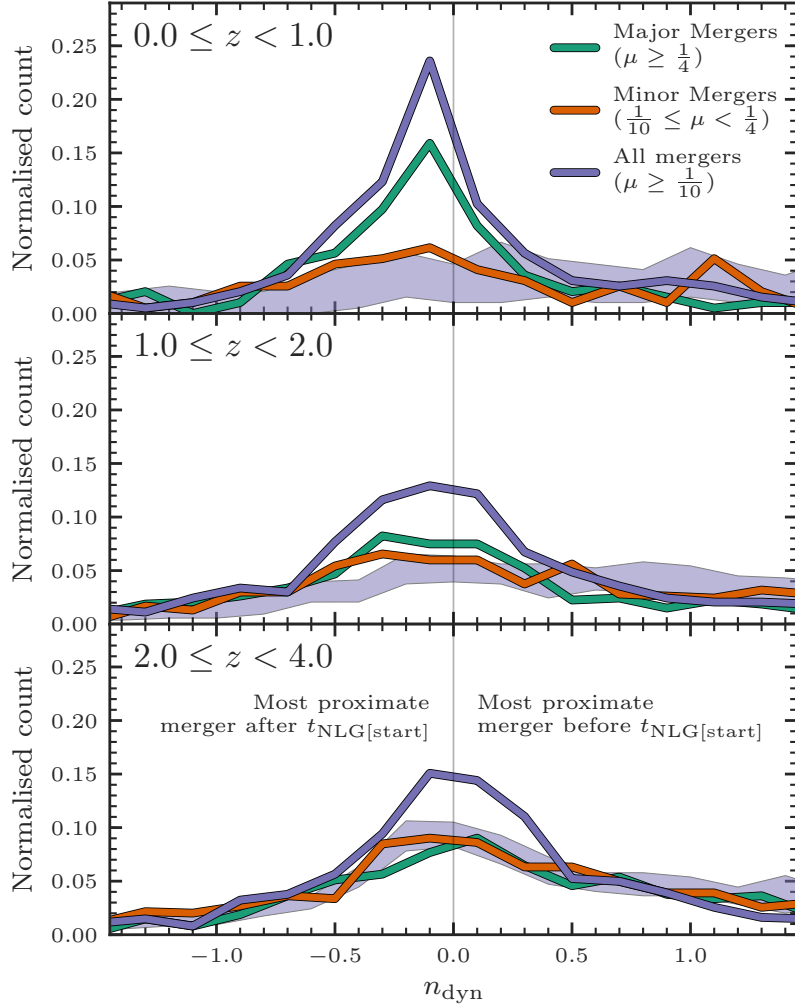 0.0 ≤ z < 1.0
Major Mergers
(μ ≥ 1/4)
Minor Mergers
(1/10 ≤ μ < 1/4)
All mergers
(μ ≥ 1/10)
Normalised count
0.25
0.20
0.15
0.10
0.05
0.00
1.0 ≤ z < 2.0
Normalised count
0.25
0.20
0.15
0.10
0.05
0.00
2.0 ≤ z < 4.0
Most proximate
merger after t_NLG[start]
Most proximate
merger before t_NLG[start]
Normalised count
0.25
0.20
0.15
0.10
0.05
0.00
−1.0 −0.5 0.0 0.5 1.0
n_dyn